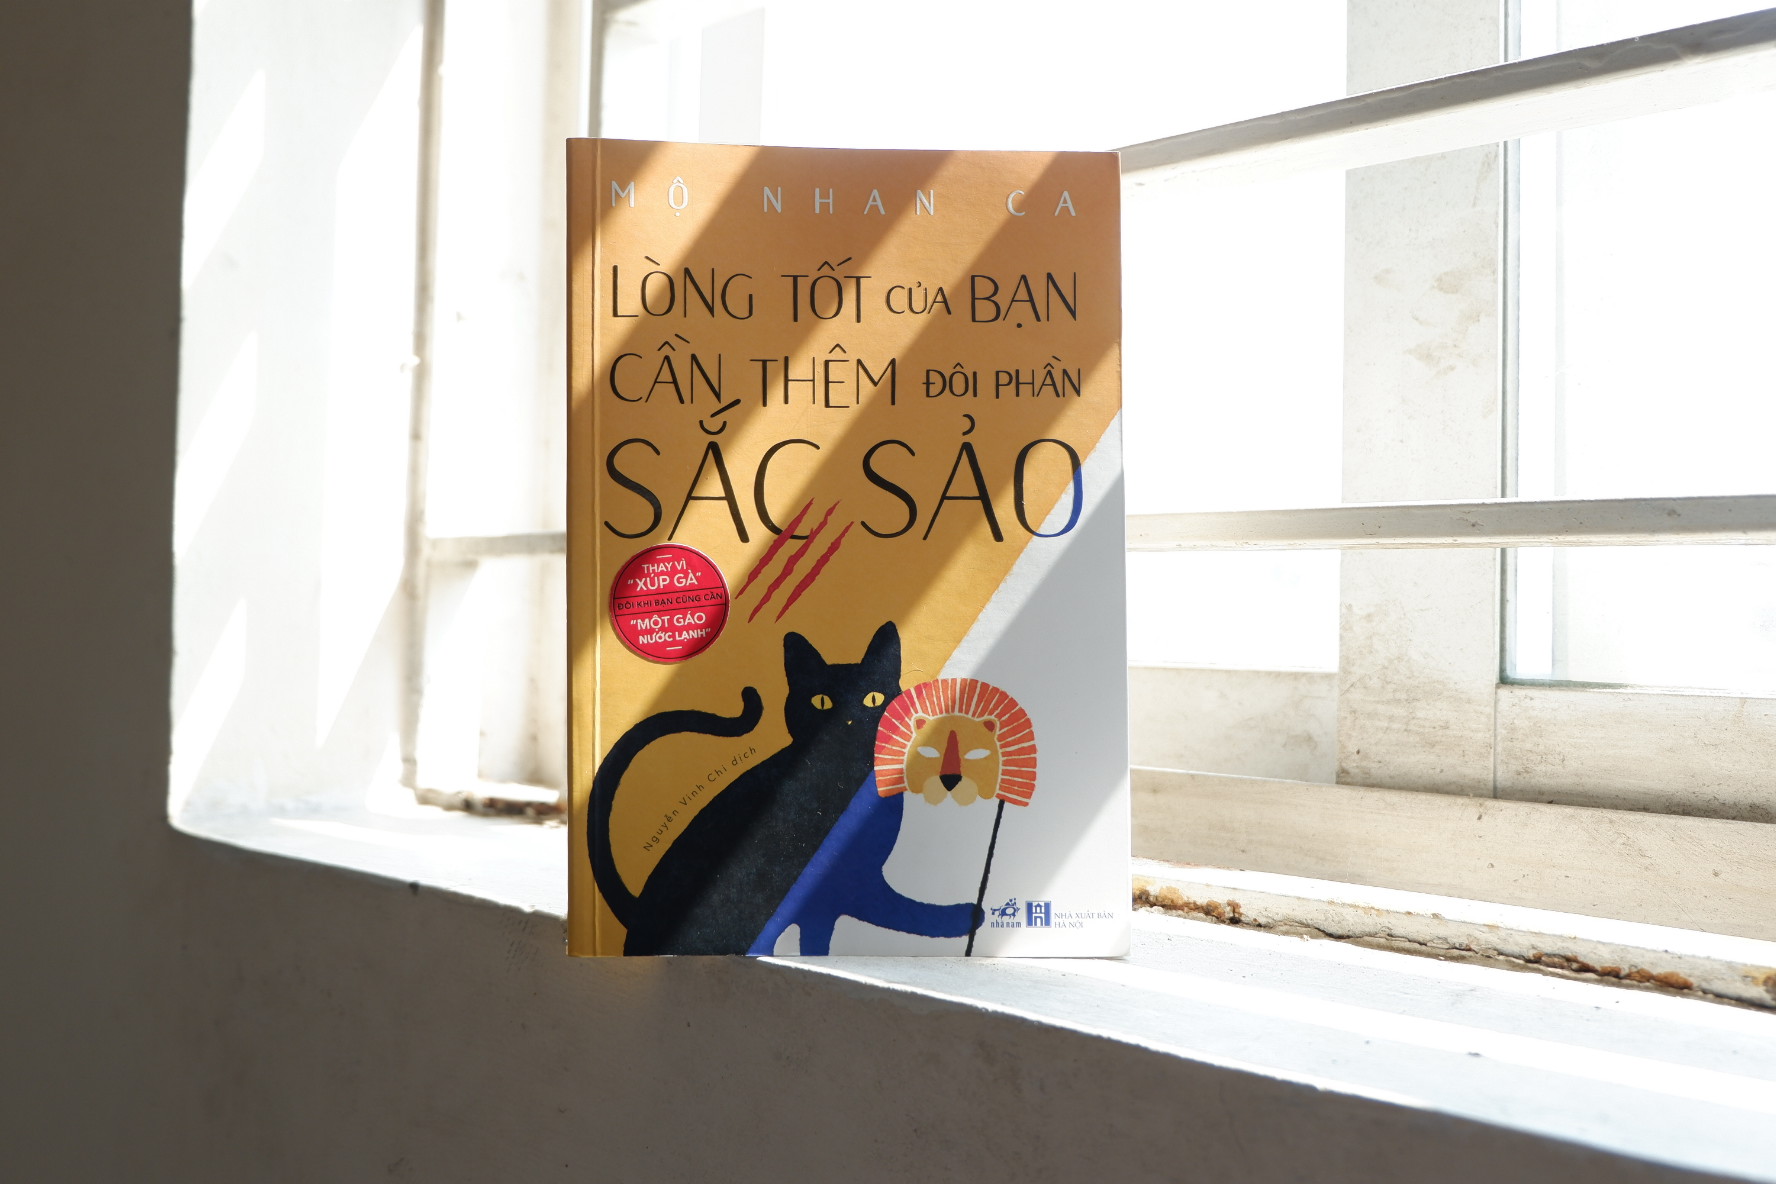 MỘ NHAN CA
LÒNG TỐT CỦA BẠN
CẦN THÊM ĐÔI PHẦN
SẮC SẢO
THAY VÌ
"XÚP GÀ"
ĐÔI KHI BẠN CŨNG CẦN
"MỘT GÁO
NƯỚC LẠNH"
Nguyễn Vinh Chi dịch
nhã nam
NHÀ XUẤT BẢN
HÀ NỘI